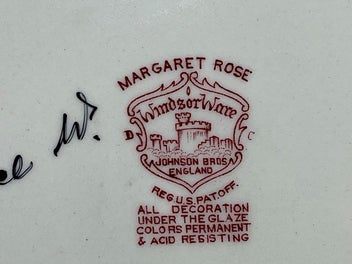 MARGARET ROSE
Windsor Ware
D C
JOHNSON BROS
ENGLAND
REG.U.S.PAT.OFF.
ALL DECORATION
UNDER THE GLAZE
COLORS PERMANENT
& ACID RESISTING
W.